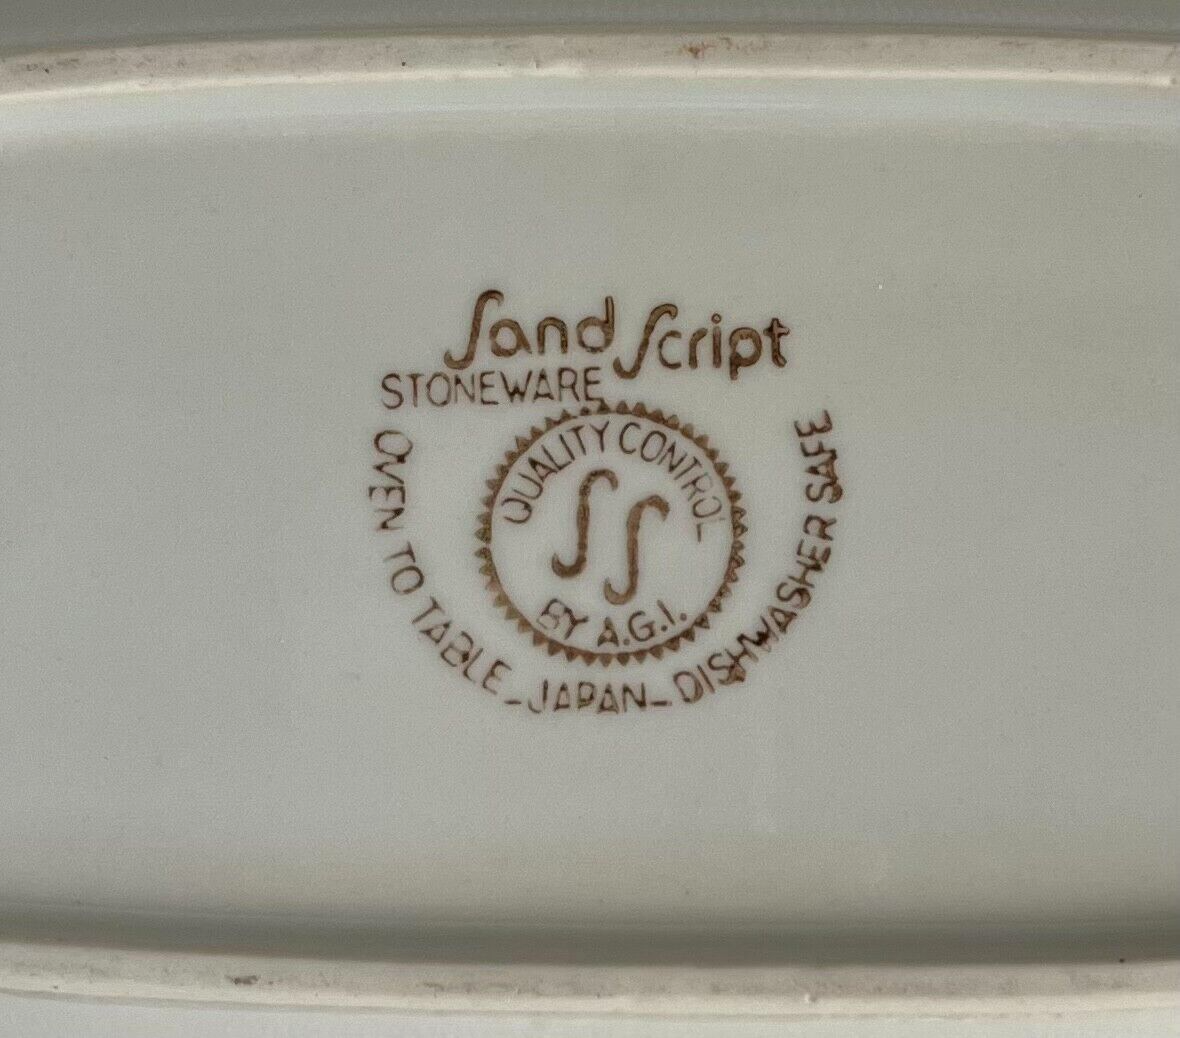 Sand Script
STONEWARE
QUALITY CONTROL
SS
BY A.G.I.
OVEN TO TABLE - JAPAN - DISHWASHER SAFE